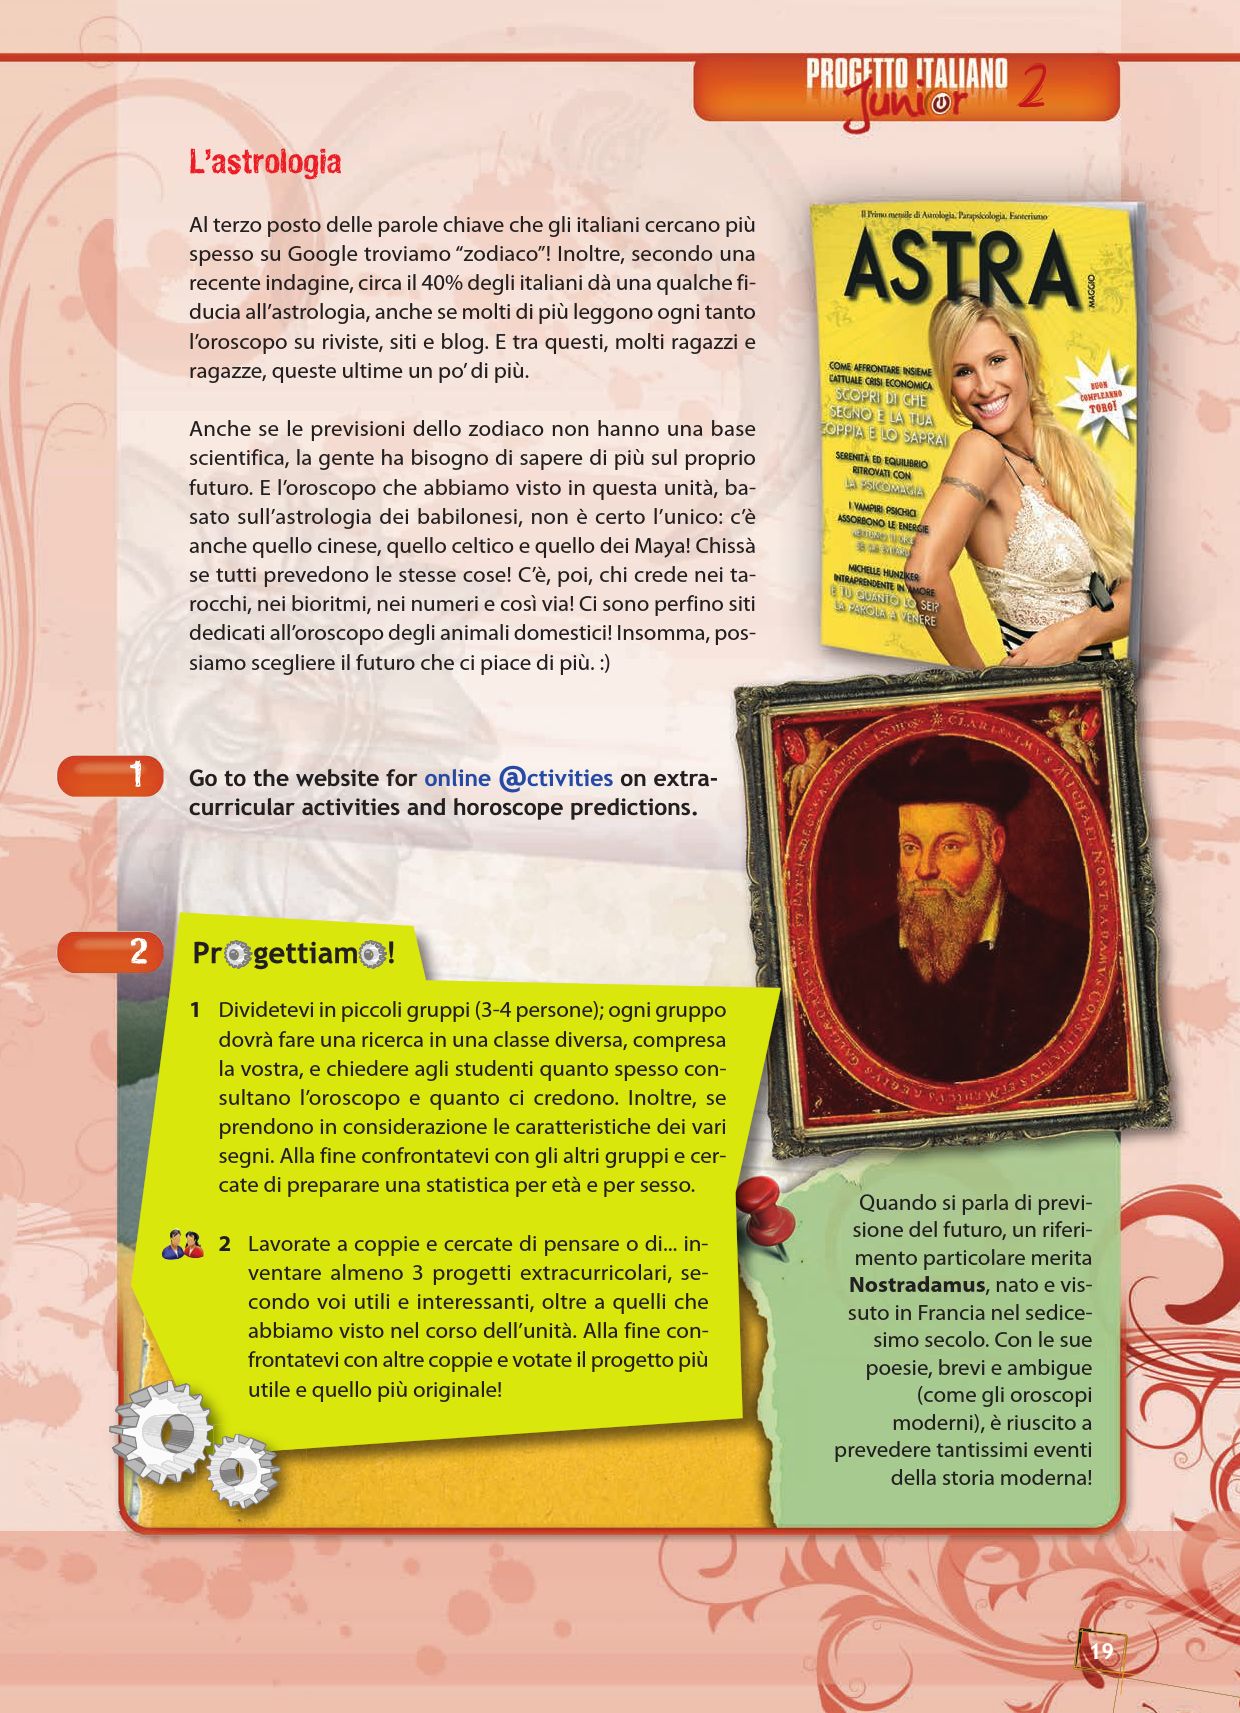 PROGETTO ITALIANO
Junior 2
L'astrologia
Al terzo posto delle parole chiave che gli italiani cercano più
spesso su Google troviamo “zodiaco”! Inoltre, secondo una
recente indagine, circa il 40% degli italiani dà una qualche fi-
ducia all'astrologia, anche se molti di più leggono ogni tanto
l'oroscopo su riviste, siti e blog. E tra questi, molti ragazzi e
ragazze, queste ultime un po' di più.
Anche se le previsioni dello zodiaco non hanno una base
scientifica, la gente ha bisogno di sapere di più sul proprio
futuro. E l'oroscopo che abbiamo visto in questa unità, ba-
sato sull'astrologia dei babilonesi, non è certo l'unico: c'è
anche quello cinese, quello celtico e quello dei Maya! Chissà
se tutti prevedono le stesse cose! C'è, poi, chi crede nei ta-
rocchi, nei bioritmi, nei numeri e così via! Ci sono perfino siti
dedicati all'oroscopo degli animali domestici! Insomma, pos-
siamo scegliere il futuro che ci piace di più. :)
Il Primo mensile di Astrologia, Parapsicologia, Esoterismo
ASTRA
MAGGIO
COME AFFRONTARE INSIEME
L'ATTUALE CRISI ECONOMICA
SCOPRI DI CHE
SEGNO È LA TUA
COPPIA E LO SAPRAI
BUON
COMPLEANNO
TORO!
SERENITÀ ED EQUILIBRIO
RITROVATI CON
LA PSICOMAGIA
I VAMPIRI PSICHICI
ASSORBONO LE ENERGIE
NETTUNO TI DICE
SE SAI EVITARLI
MICHELLE HUNZIKER
INTRAPRENDENTE IN AMORE
E TU QUANTO LO SEI?
LA PAROLA A VENERE
1
Go to the website for online @ctivities on extra-
curricular activities and horoscope predictions.
CLARISSIMVS MICHAEL NOSTRADAMVS
2
Progettiamo!
1 Dividetevi in piccoli gruppi (3-4 persone); ogni gruppo
dovrà fare una ricerca in una classe diversa, compresa
la vostra, e chiedere agli studenti quanto spesso con-
sultano l'oroscopo e quanto ci credono. Inoltre, se
prendono in considerazione le caratteristiche dei vari
segni. Alla fine confrontatevi con gli altri gruppi e cer-
cate di preparare una statistica per età e per sesso.
2 Lavorate a coppie e cercate di pensare o di... in-
ventare almeno 3 progetti extracurricolari, se-
condo voi utili e interessanti, oltre a quelli che
abbiamo visto nel corso dell'unità. Alla fine con-
frontatevi con altre coppie e votate il progetto più
utile e quello più originale!
Quando si parla di previ-
sione del futuro, un riferi-
mento particolare merita
Nostradamus, nato e vis-
suto in Francia nel sedice-
simo secolo. Con le sue
poesie, brevi e ambigue
(come gli oroscopi
moderni), è riuscito a
prevedere tantissimi eventi
della storia moderna!
19